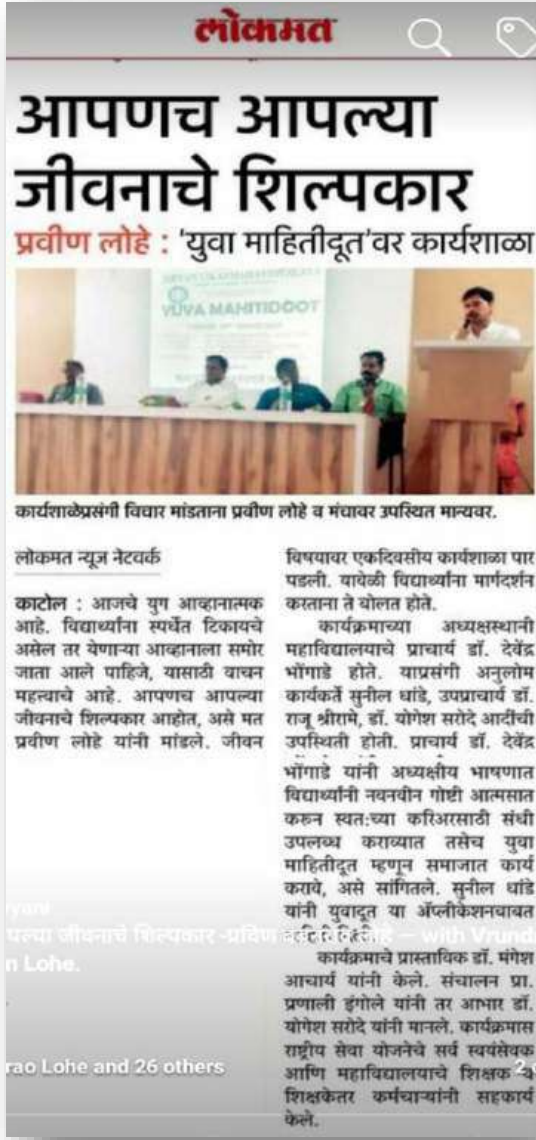 लोकमत
आपणच आपल्या
जीवनाचे शिल्पकार
प्रवीण लोहे : 'युवा माहितीदूत'वर कार्यशाळा
YUVA MAHITIDOOT
कार्यशाळेप्रसंगी विचार मांडताना प्रवीण लोहे व मंचावर उपस्थित मान्यवर.
लोकमत न्यूज नेटवर्क
काटोल : आजचे युग आव्हानात्मक
आहे. विद्यार्थ्यांना स्पर्धेत टिकायचे
असेल तर येणाऱ्या आव्हानाला समोर
जाता आले पाहिजे, यासाठी वाचन
महत्त्वाचे आहे. आपणच आपल्या
जीवनाचे शिल्पकार आहोत, असे मत
प्रवीण लोहे यांनी मांडले. जीवन
विषयावर एकदिवसीय कार्यशाळा पार
पडली. यावेळी विद्यार्थ्यांना मार्गदर्शन
करताना ते बोलत होते.
कार्यक्रमाच्या अध्यक्षस्थानी
महाविद्यालयाचे प्राचार्य डॉ. देवेंद्र
भोंगाडे होते. याप्रसंगी अनुलोम
कार्यकर्ते सुनील धांडे, उपप्राचार्य डॉ.
राजू श्रीरामे, डॉ. योगेश सरोदे आदींची
उपस्थिती होती. प्राचार्य डॉ. देवेंद्र
भोंगाडे यांनी अध्यक्षीय भाषणात
विद्यार्थ्यांनी नवनवीन गोष्टी आत्मसात
करून स्वत:च्या करिअरसाठी संधी
उपलब्ध कराव्यात तसेच युवा
माहितीदूत म्हणून समाजात कार्य
करावे, असे सांगितले. सुनील धांडे
यांनी युवादूत या ॲप्लीकेशनबाबत
कार्यक्रमाचे प्रास्ताविक डॉ. मंगेश
आचार्य यांनी केले. संचालन प्रा.
प्रणाली इंगोले यांनी तर आभार डॉ.
योगेश सरोदे यांनी मानले. कार्यक्रमास
राष्ट्रीय सेवा योजनेचे सर्व स्वयंसेवक
आणि महाविद्यालयाचे शिक्षक व
शिक्षकेतर कर्मचाऱ्यांनी सहकार्य
केले.
जीवनाचे शिल्पकार -प्रविण लोहे — with
n Lohe.
rao Lohe and 26 others